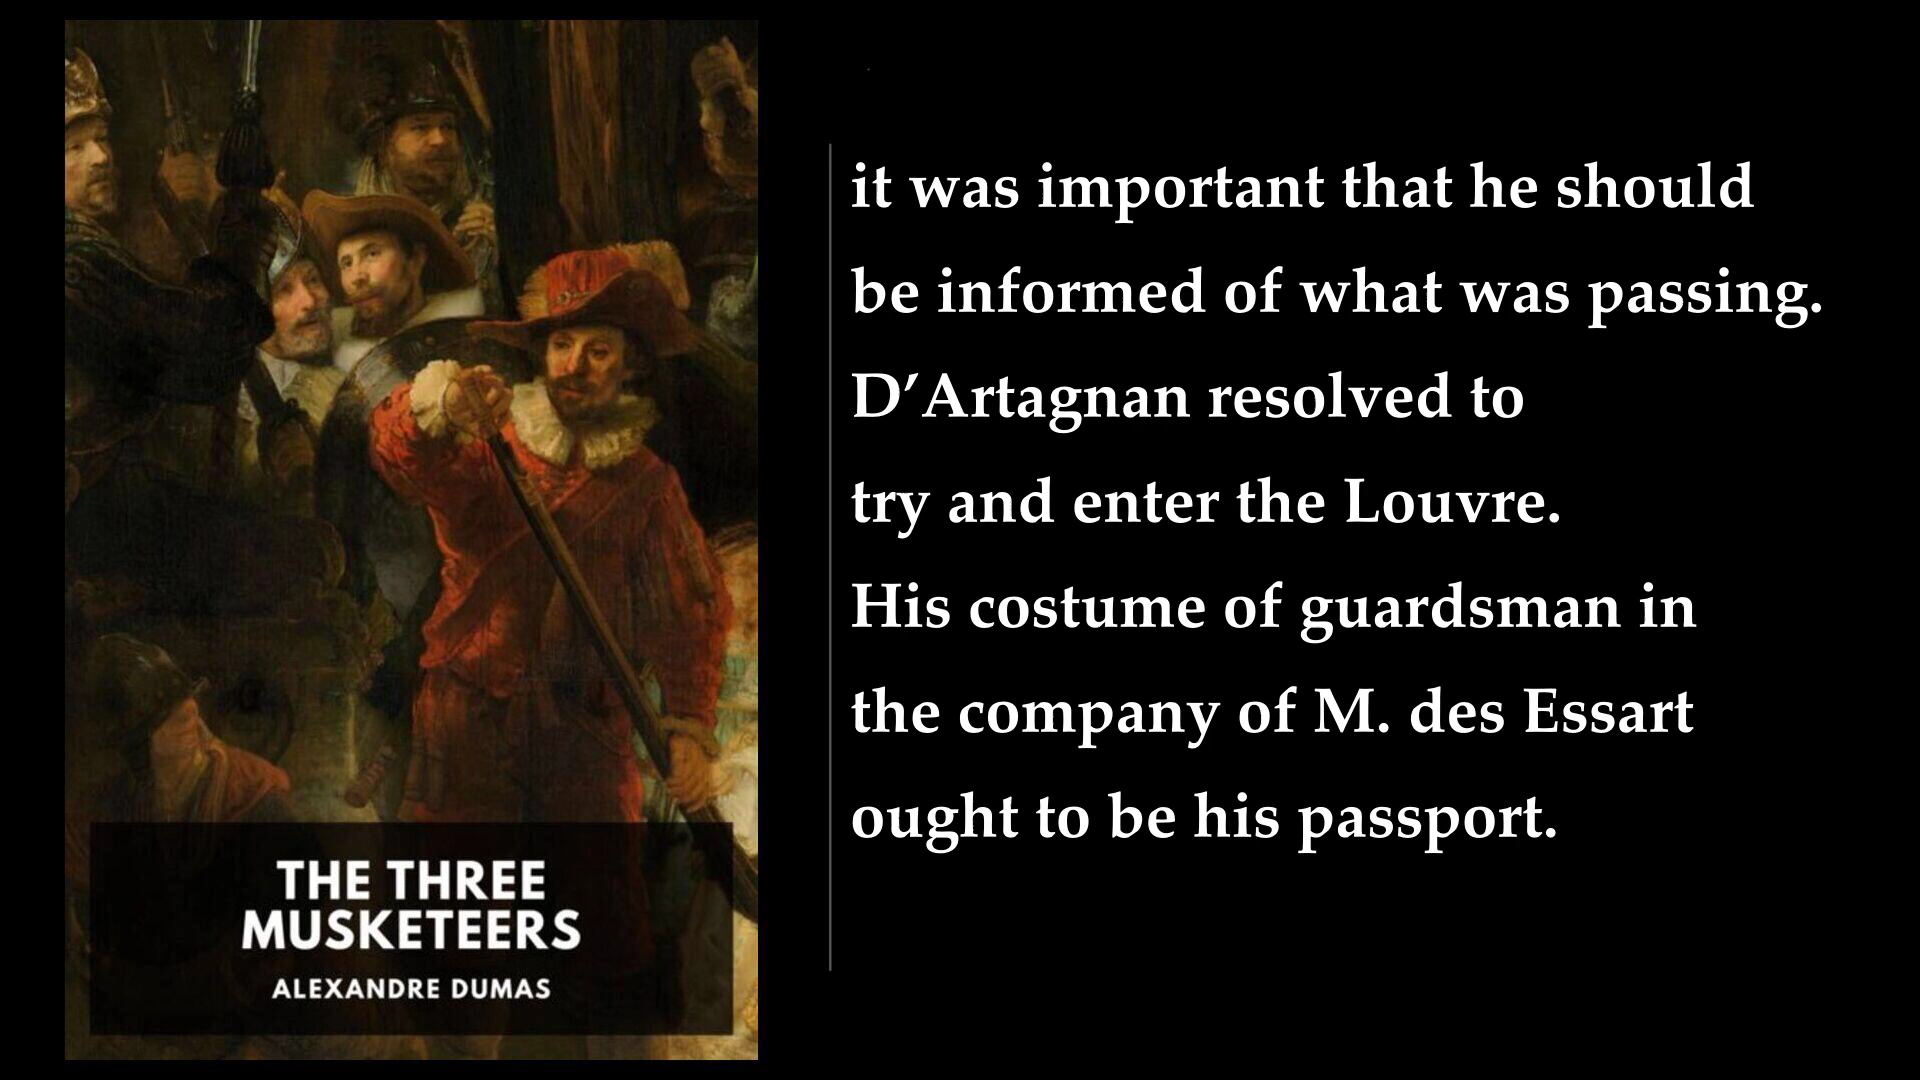 THE THREE
MUSKETEERS
ALEXANDRE DUMAS
it was important that he should
be informed of what was passing.
D’Artagnan resolved to
try and enter the Louvre.
His costume of guardsman in
the company of M. des Essart
ought to be his passport.